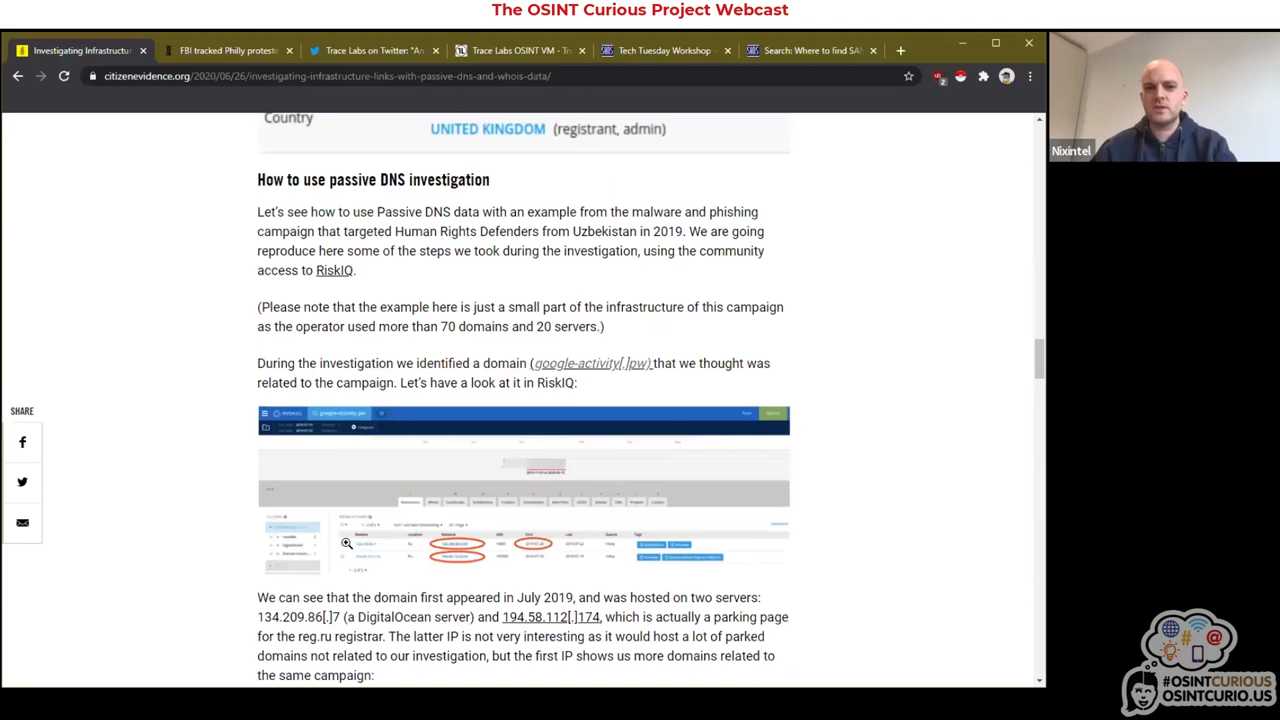 The OSINT Curious Project Webcast
Investigating Infrastructu
FBI tracked Philly proteste
Trace Labs on Twitter: "An
Trace Labs OSINT VM - Tra
Tech Tuesday Workshop -
Search: Where to find SAN
citizenevidence.org/2020/06/26/investigating-infrastructure-links-with-passive-dns-and-whois-data/
2
Nixintel
Country
UNITED KINGDOM (registrant, admin)
How to use passive DNS investigation
Let's see how to use Passive DNS data with an example from the malware and phishing
campaign that targeted Human Rights Defenders from Uzbekistan in 2019. We are going
reproduce here some of the steps we took during the investigation, using the community
access to RiskIQ.
(Please note that the example here is just a small part of the infrastructure of this campaign
as the operator used more than 70 domains and 20 servers.)
During the investigation we identified a domain (google-activity[.]pw) that we thought was
related to the campaign. Let's have a look at it in RiskIQ:
SHARE
We can see that the domain first appeared in July 2019, and was hosted on two servers:
134.209.86[.]7 (a DigitalOcean server) and 194.58.112[.]174, which is actually a parking page
for the reg.ru registrar. The latter IP is not very interesting as it would host a lot of parked
domains not related to our investigation, but the first IP shows us more domains related to
the same campaign:
#OSINTCURIOUS
OSINTCURIO.US